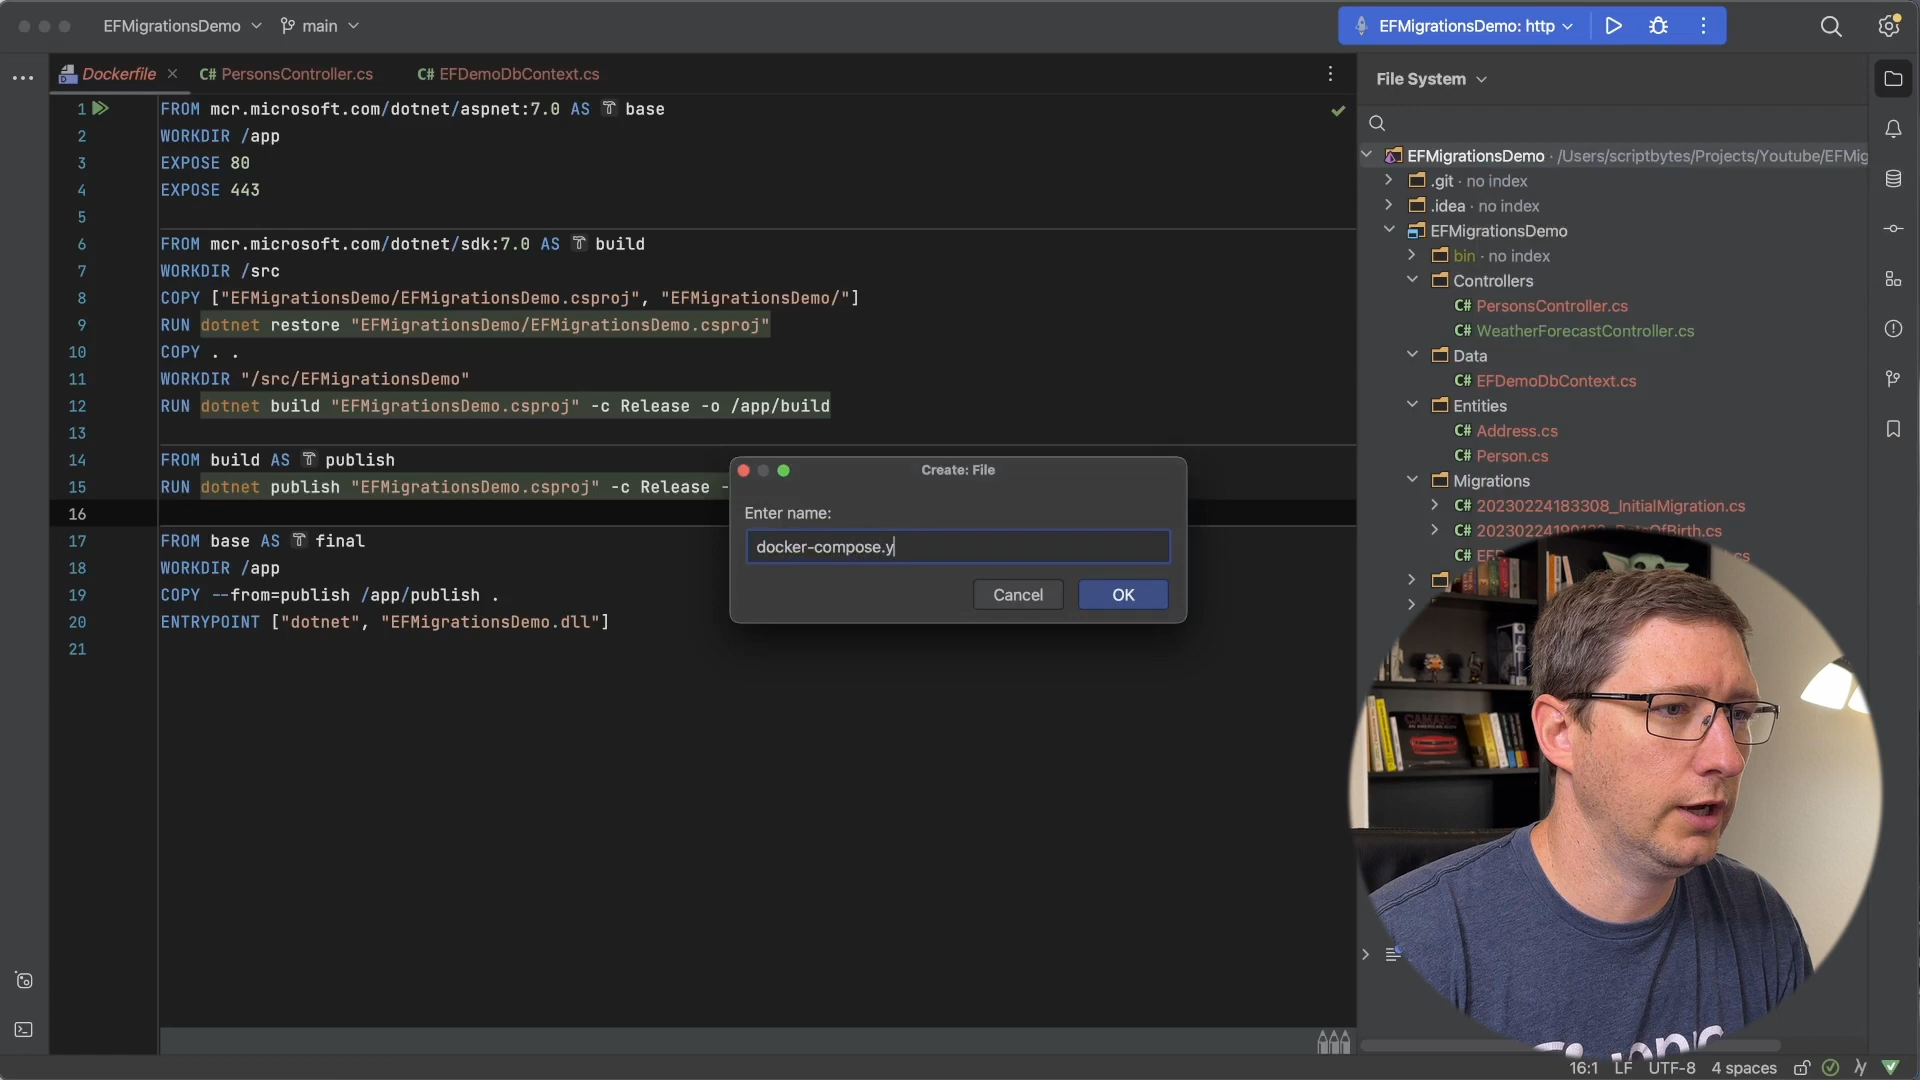 EFMigrationsDemo
main
EFMigrationsDemo: http
Dockerfile
C# PersonsController.cs
C# EFDemoDbContext.cs
File System
1 FROM mcr.microsoft.com/dotnet/aspnet:7.0 AS base
2 WORKDIR /app
3 EXPOSE 80
4 EXPOSE 443
5
6 FROM mcr.microsoft.com/dotnet/sdk:7.0 AS build
7 WORKDIR /src
8 COPY ["EFMigrationsDemo/EFMigrationsDemo.csproj", "EFMigrationsDemo/"]
9 RUN dotnet restore "EFMigrationsDemo/EFMigrationsDemo.csproj"
10 COPY . .
11 WORKDIR "/src/EFMigrationsDemo"
12 RUN dotnet build "EFMigrationsDemo.csproj" -c Release -o /app/build
13
14 FROM build AS publish
15 RUN dotnet publish "EFMigrationsDemo.csproj" -c Release -
16
17 FROM base AS final
18 WORKDIR /app
19 COPY --from=publish /app/publish .
20 ENTRYPOINT ["dotnet", "EFMigrationsDemo.dll"]
21
Create: File
Enter name:
docker-compose.y
Cancel
OK
EFMigrationsDemo · /Users/scriptbytes/Projects/Youtube/EFMig
.git · no index
.idea · no index
EFMigrationsDemo
bin · no index
Controllers
C# PersonsController.cs
C# WeatherForecastController.cs
Data
C# EFDemoDbContext.cs
Entities
C# Address.cs
C# Person.cs
Migrations
C# 20230224183308_InitialMigration.cs
CAMARO
16:1 LF UTF-8 4 spaces